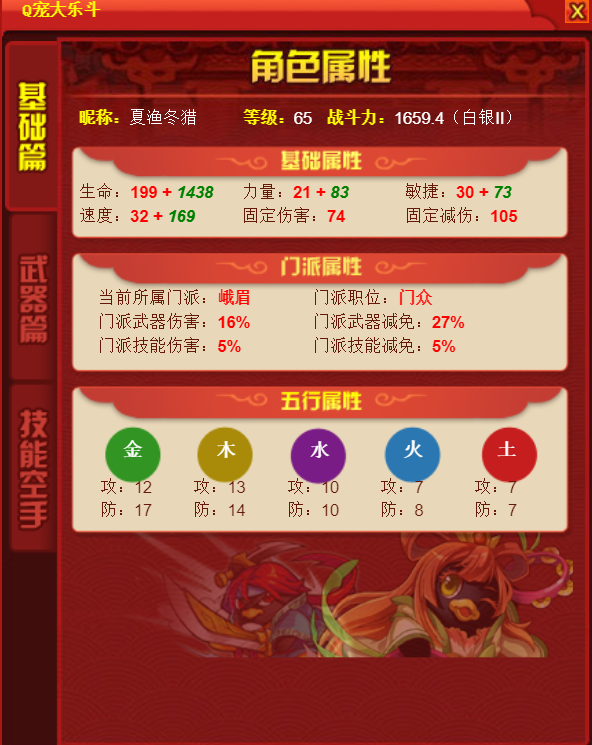 Q宠大乐斗
X
角色属性
基础篇
武器篇
技能空手
昵称：夏渔冬猎 等级：65 战斗力：1659.4（白银II）
基础属性
生命：199 + 1438 力量：21 + 83 敏捷：30 + 73
速度：32 + 169 固定伤害：74 固定减伤：105
门派属性
当前所属门派：峨眉 门派职位：门众
门派武器伤害：16% 门派武器减免：27%
门派技能伤害：5% 门派技能减免：5%
五行属性
金 木 水 火 土
攻：12 攻：13 攻：10 攻：7 攻：7
防：17 防：14 防：10 防：8 防：7